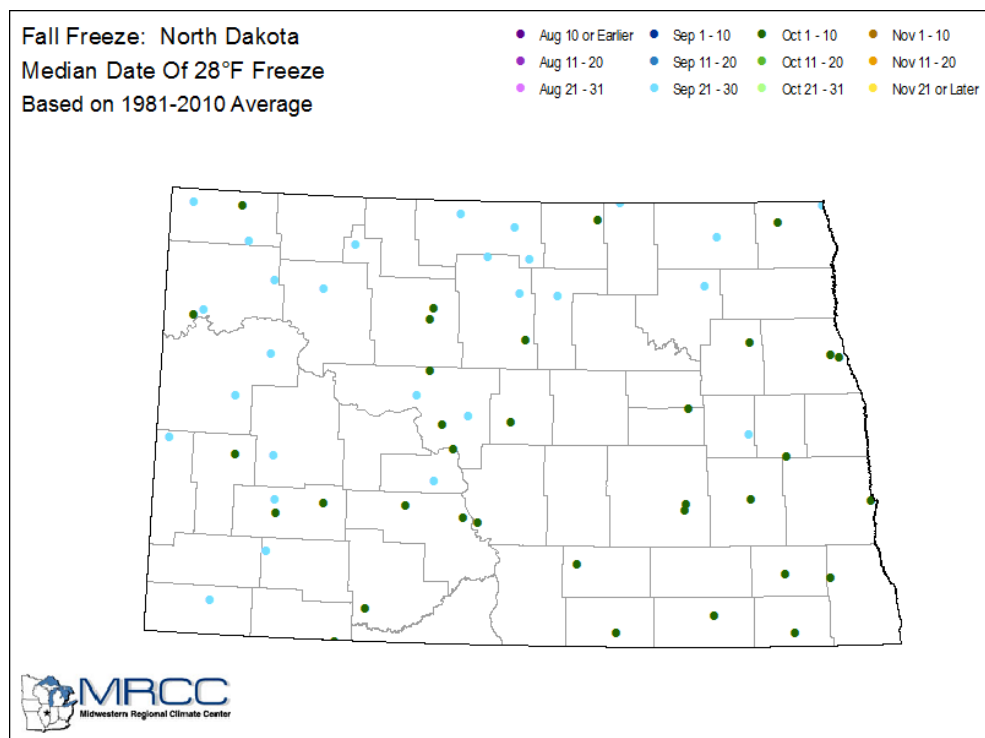 Fall Freeze: North Dakota
Median Date Of 28°F Freeze
Based on 1981-2010 Average
Aug 10 or Earlier
Aug 11 - 20
Aug 21 - 31
Sep 1 - 10
Sep 11 - 20
Sep 21 - 30
Oct 1 - 10
Oct 11 - 20
Oct 21 - 31
Nov 1 - 10
Nov 11 - 20
Nov 21 or Later
MRCC
Midwestern Regional Climate Center